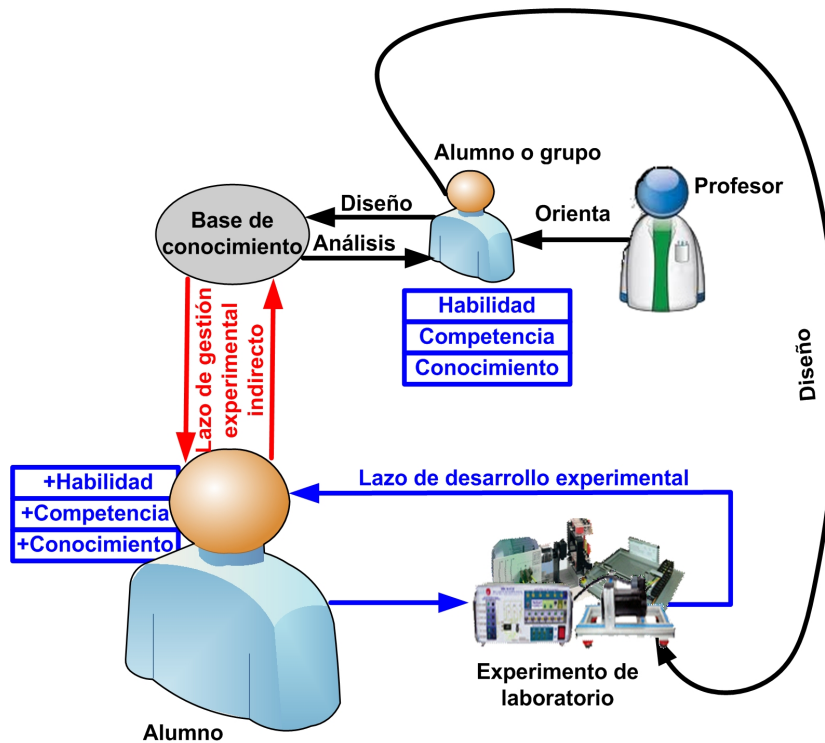 Alumno o grupo
Profesor
Diseño
Orienta
Base de
conocimiento
Análisis
Habilidad
Competencia
Conocimiento
Diseño
Lazo de gestión
experimental
indirecto
+Habilidad
+Competencia
+Conocimiento
Lazo de desarrollo experimental
Experimento de
laboratorio
Alumno